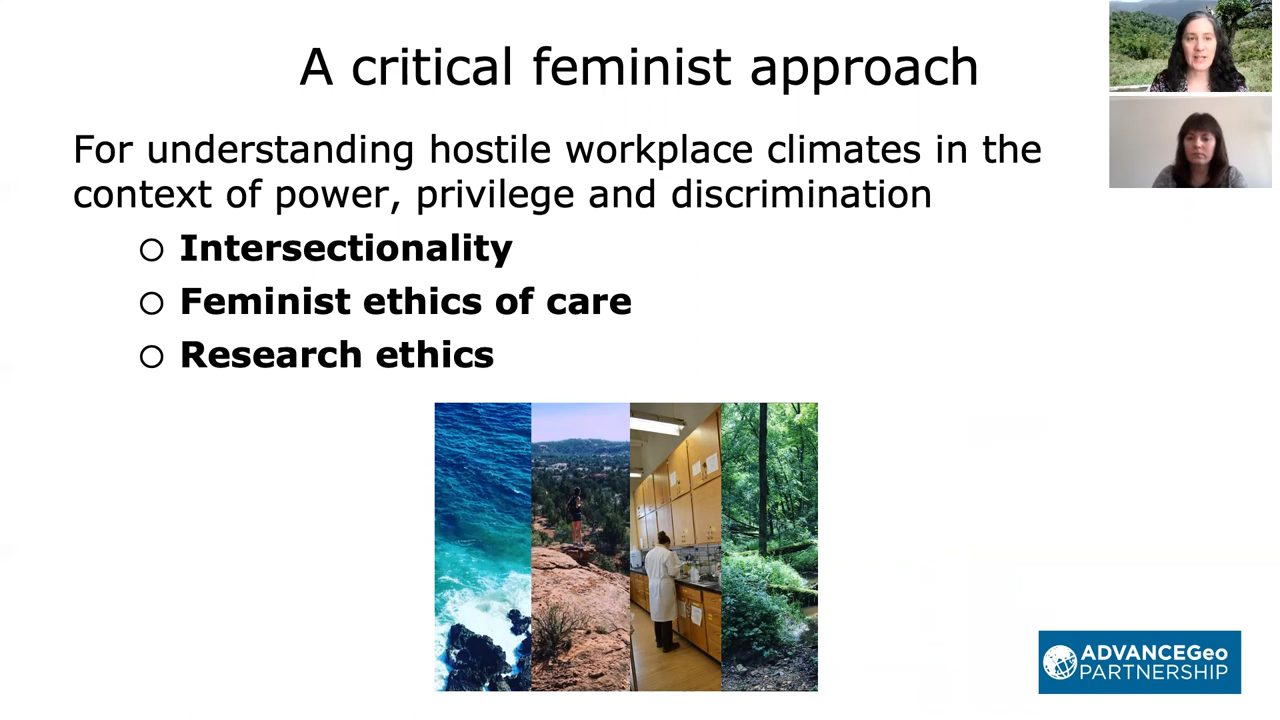 A critical feminist approach
For understanding hostile workplace climates in the
context of power, privilege and discrimination
Intersectionality
Feminist ethics of care
Research ethics
ADVANCEGeo
PARTNERSHIP